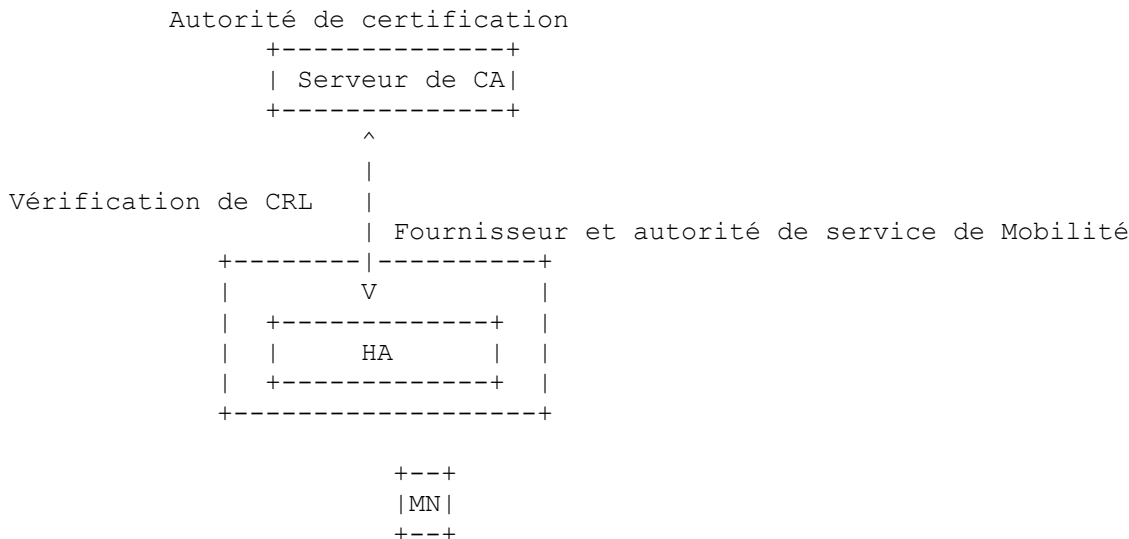 Autorité de certification
+--------------+
| Serveur de CA|
+--------------+
^
|
Vérification de CRL |
| Fournisseur et autorité de service de Mobilité
+--------|----------+
| V |
| +-------------+ |
| | HA | |
| +-------------+ |
+-------------------+
+--+
|MN|
+--+